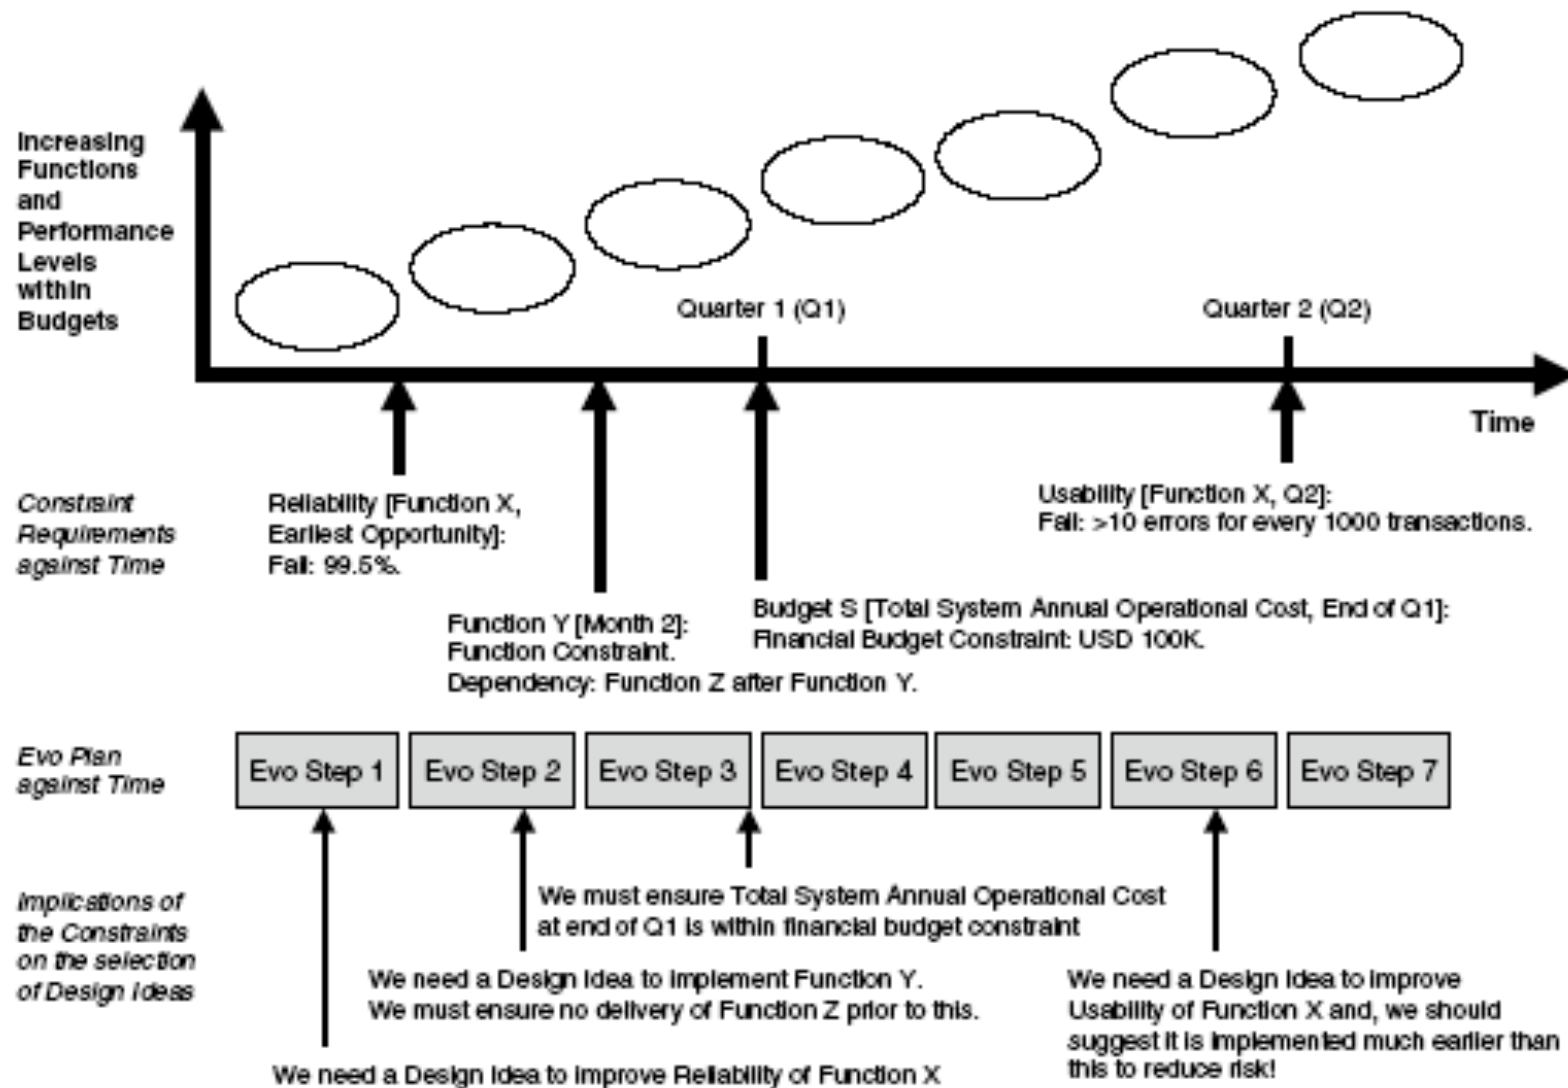 Increasing
Functions
and
Performance
Levels
within
Budgets
Quarter 1 (Q1)
Quarter 2 (Q2)
Time
Constraint
Requirements
against Time
Reliability [Function X,
Earliest Opportunity]:
Fail: 99.5%.
Usability [Function X, Q2]:
Fail: >10 errors for every 1000 transactions.
Function Y [Month 2]:
Function Constraint.
Dependency: Function Z after Function Y.
Budget S [Total System Annual Operational Cost, End of Q1]:
Financial Budget Constraint: USD 100K.
Evo Plan
against Time
Evo Step 1
Evo Step 2
Evo Step 3
Evo Step 4
Evo Step 5
Evo Step 6
Evo Step 7
Implications of
the Constraints
on the selection
of Design Ideas
We must ensure Total System Annual Operational Cost
at end of Q1 is within financial budget constraint
We need a Design Idea to implement Function Y.
We must ensure no delivery of Function Z prior to this.
We need a Design Idea to improve
Usability of Function X and, we should
suggest it is implemented much earlier than
this to reduce risk!
We need a Design Idea to improve Reliability of Function X